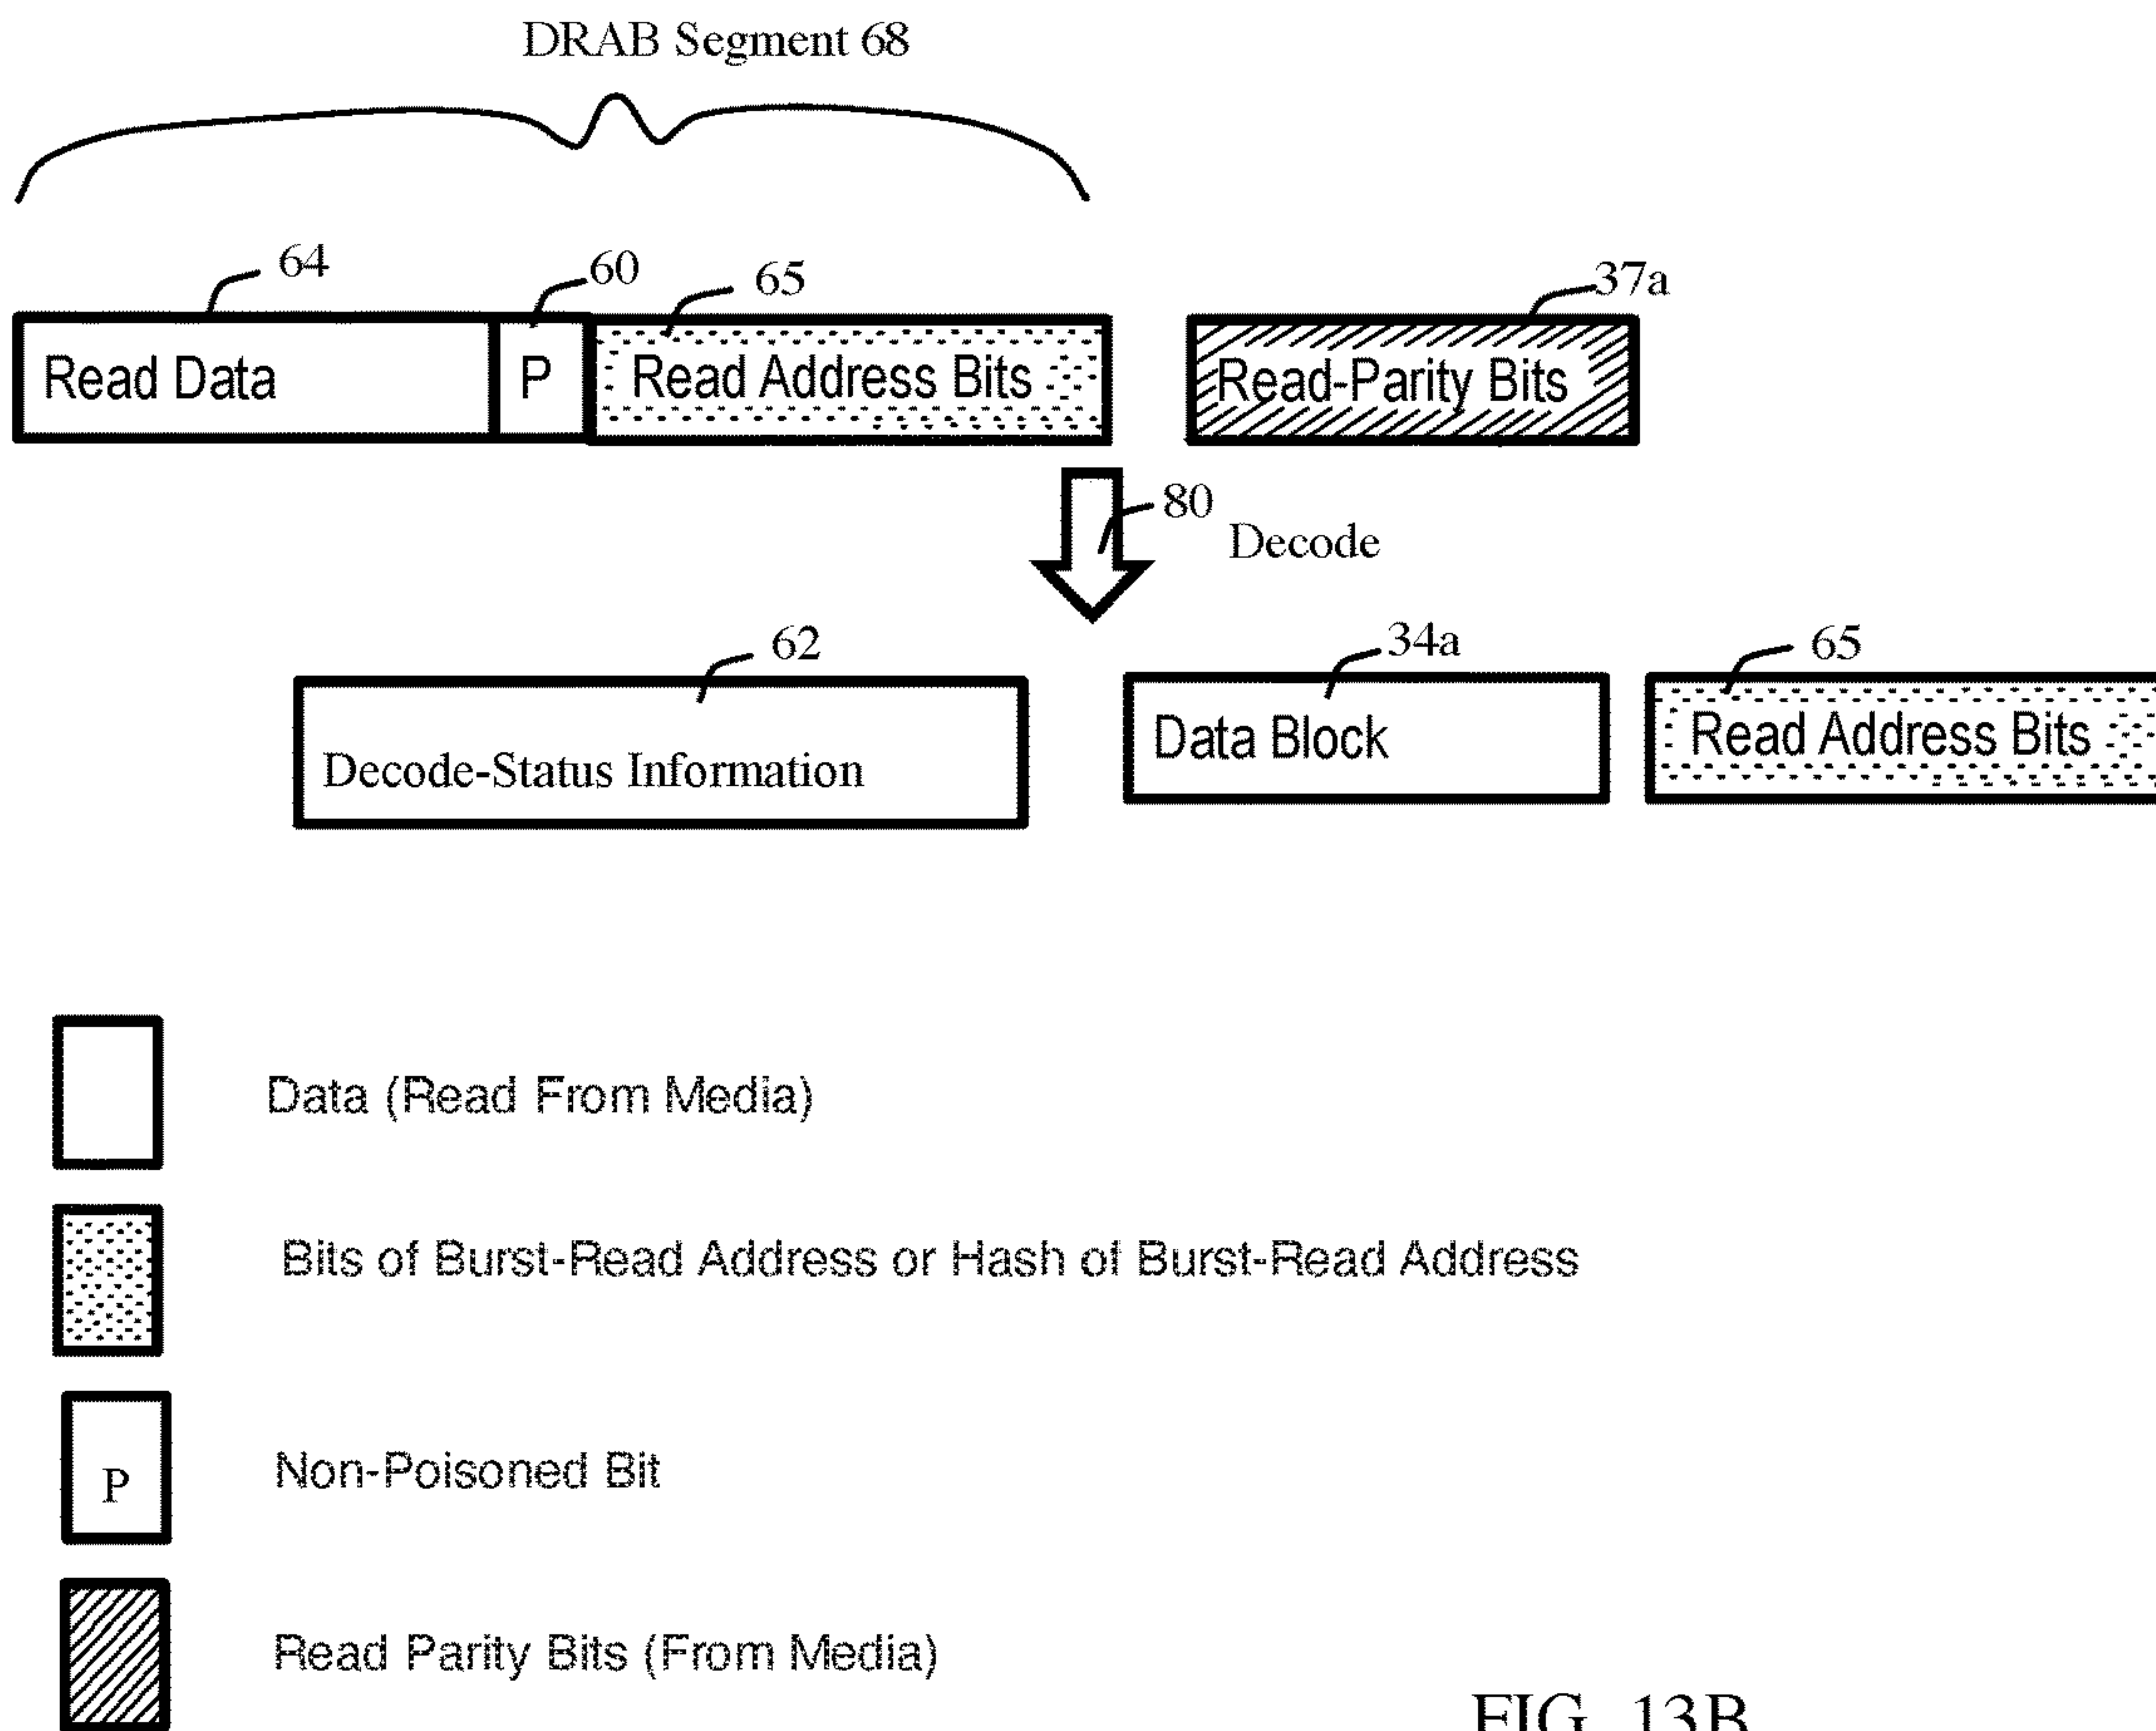 DRAB Segment 68
64 60 65 37a
Read Data P Read Address Bits Read-Parity Bits
80
Decode
62 34a 65
Data Block Read Address Bits
Decode-Status Information
Data (Read From Media)
Bits of Burst-Read Address or Hash of Burst-Read Address
P Non-Poisoned Bit
Read Parity Bits (From Media)
FIG. 13B